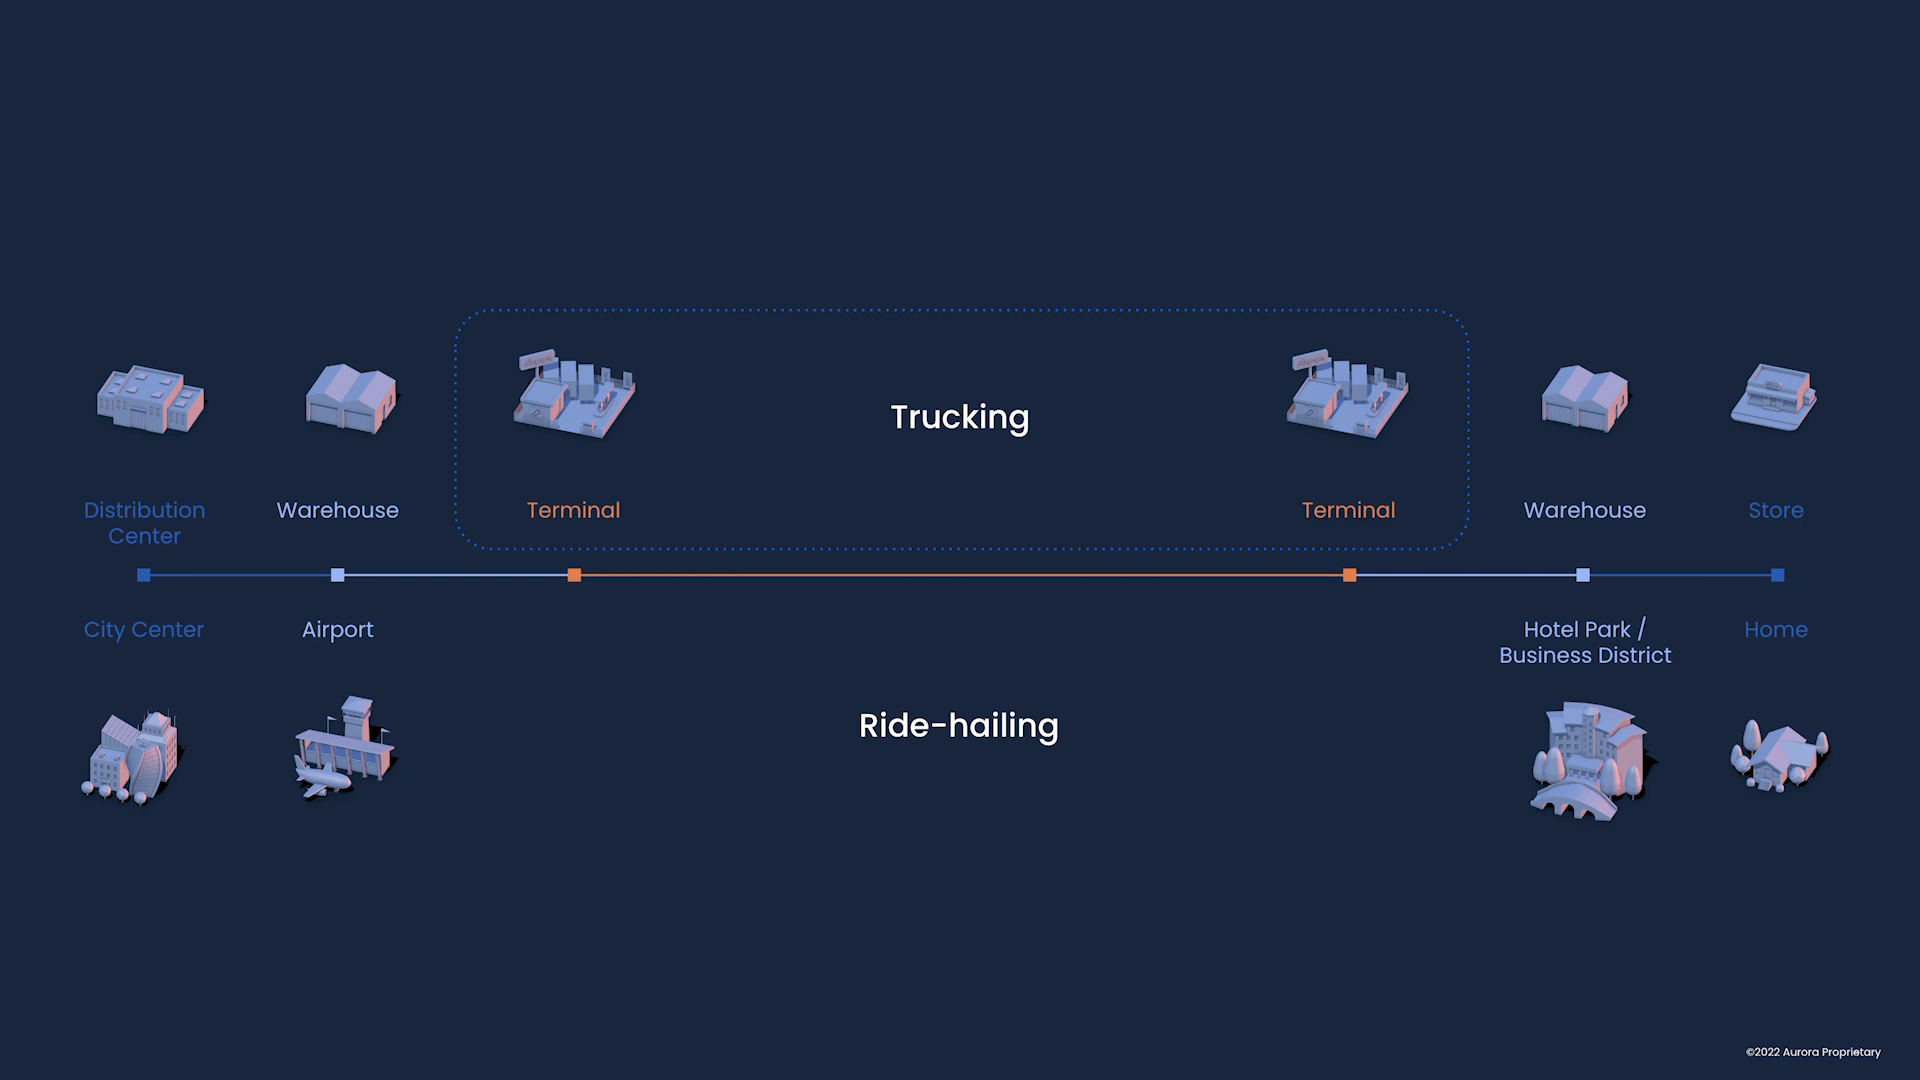 Trucking
Distribution
Center
Warehouse
Terminal
Terminal
Warehouse
Store
City Center
Airport
Hotel Park /
Business District
Home
Ride-hailing
©2022 Aurora Proprietary